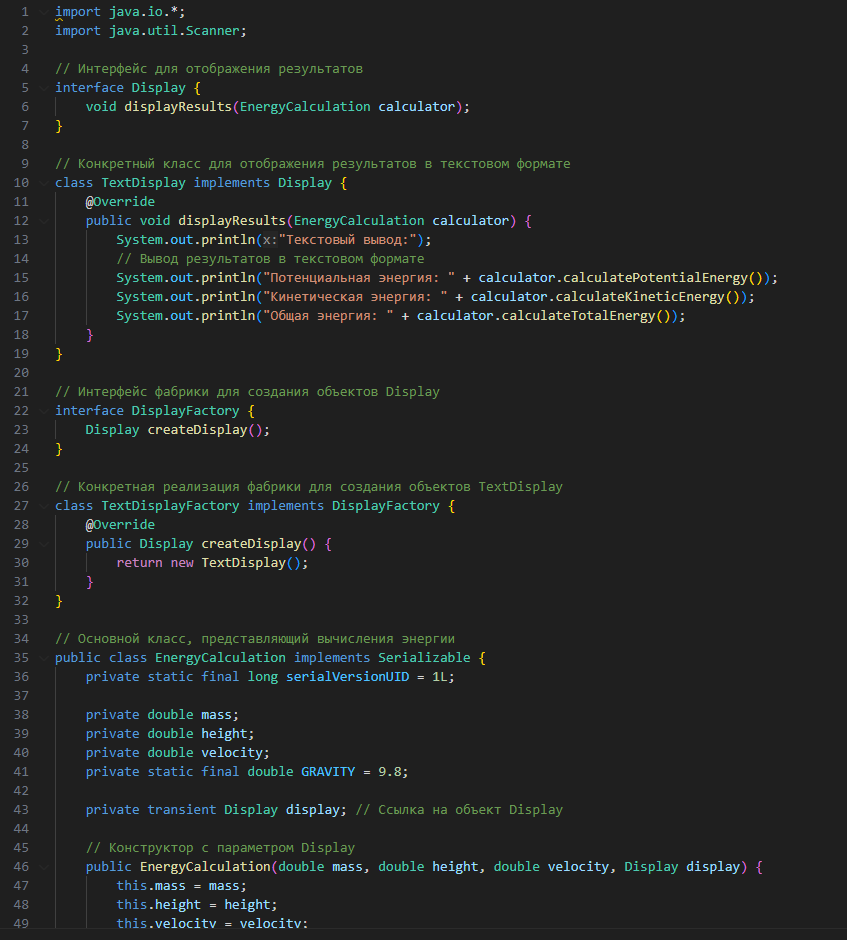 1 import java.io.*;
2 import java.util.Scanner;
3
4 // Интерфейс для отображения результатов
5 interface Display {
6     void displayResults(EnergyCalculation calculator);
7 }
8
9 // Конкретный класс для отображения результатов в текстовом формате
10 class TextDisplay implements Display {
11     @Override
12     public void displayResults(EnergyCalculation calculator) {
13         System.out.println(x:"Текстовый вывод:");
14         // Вывод результатов в текстовом формате
15         System.out.println("Потенциальная энергия: " + calculator.calculatePotentialEnergy());
16         System.out.println("Кинетическая энергия: " + calculator.calculateKineticEnergy());
17         System.out.println("Общая энергия: " + calculator.calculateTotalEnergy());
18     }
19 }
20
21 // Интерфейс фабрики для создания объектов Display
22 interface DisplayFactory {
23     Display createDisplay();
24 }
25
26 // Конкретная реализация фабрики для создания объектов TextDisplay
27 class TextDisplayFactory implements DisplayFactory {
28     @Override
29     public Display createDisplay() {
30         return new TextDisplay();
31     }
32 }
33
34 // Основной класс, представляющий вычисления энергии
35 public class EnergyCalculation implements Serializable {
36     private static final long serialVersionUID = 1L;
37
38     private double mass;
39     private double height;
40     private double velocity;
41     private static final double GRAVITY = 9.8;
42
43     private transient Display display; // Ссылка на объект Display
44
45     // Конструктор с параметром Display
46     public EnergyCalculation(double mass, double height, double velocity, Display display) {
47         this.mass = mass;
48         this.height = height;
49         this.velocity = velocity;